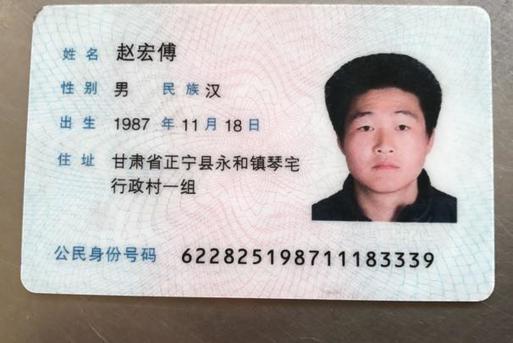 姓名 赵宏傅
性别 男 民族 汉
出生 1987 年 11 月 18 日
住址 甘肃省正宁县永和镇琴宅
行政村一组
公民身份号码 622825198711183339